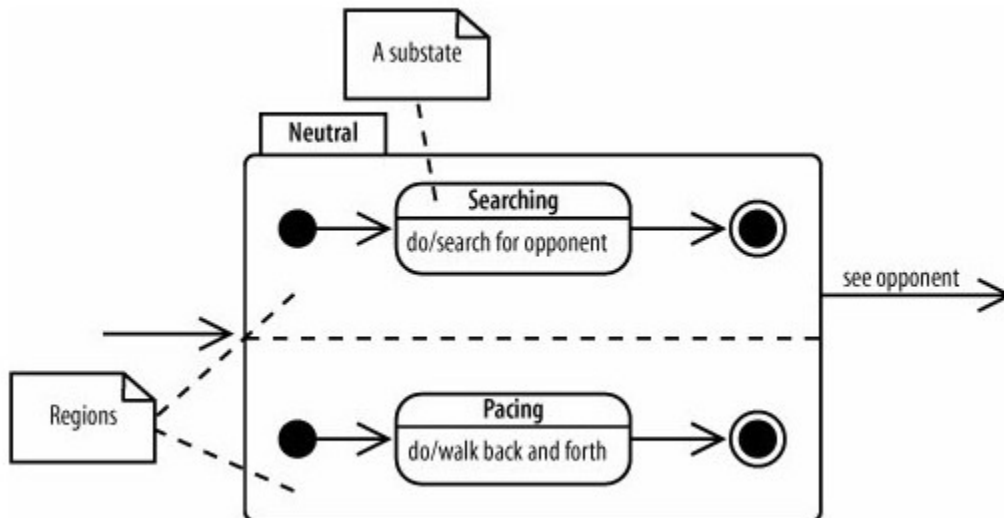 A substate
Neutral
Searching
do/search for opponent
see opponent
Regions
Pacing
do/walk back and forth